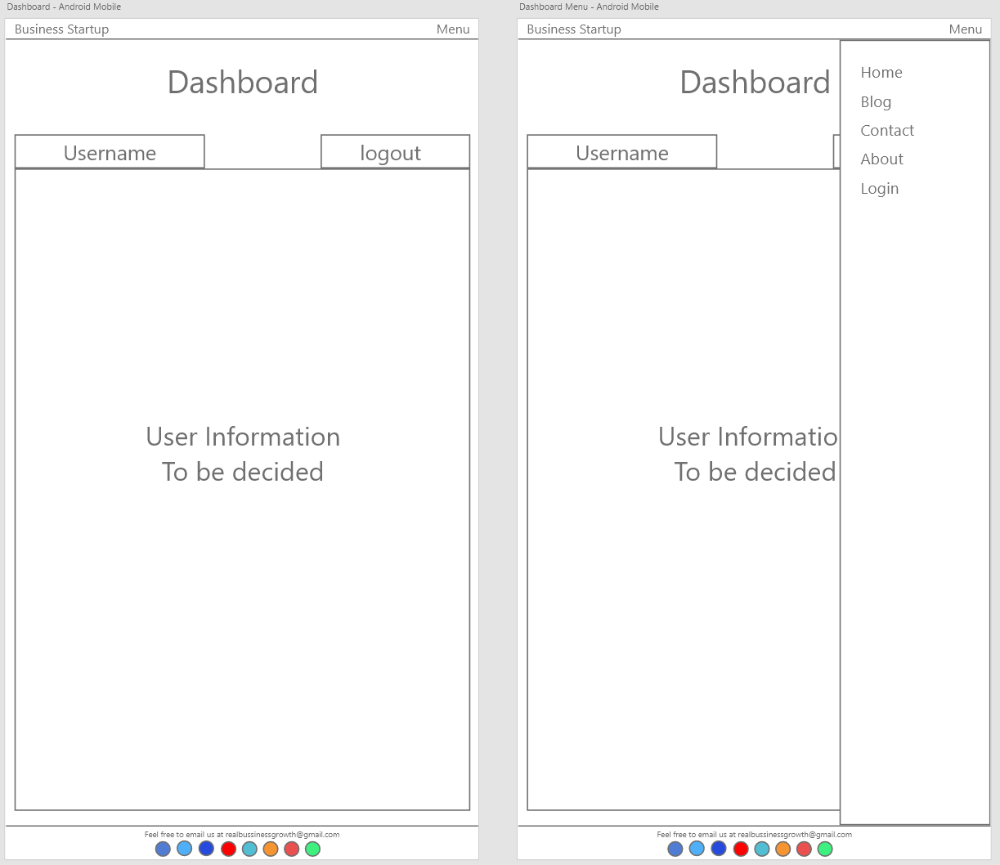 Dashboard - Android Mobile
Business Startup
Menu
Dashboard
Username
logout
User Information
To be decided
Feel free to email us at realbussinessgrowth@gmail.com
Dashboard Menu - Android Mobile
Business Startup
Menu
Dashboard
Username
Home
Blog
Contact
About
Login
User Informatio
To be decided
Feel free to email us at realbussinessgrowth@gmail.com